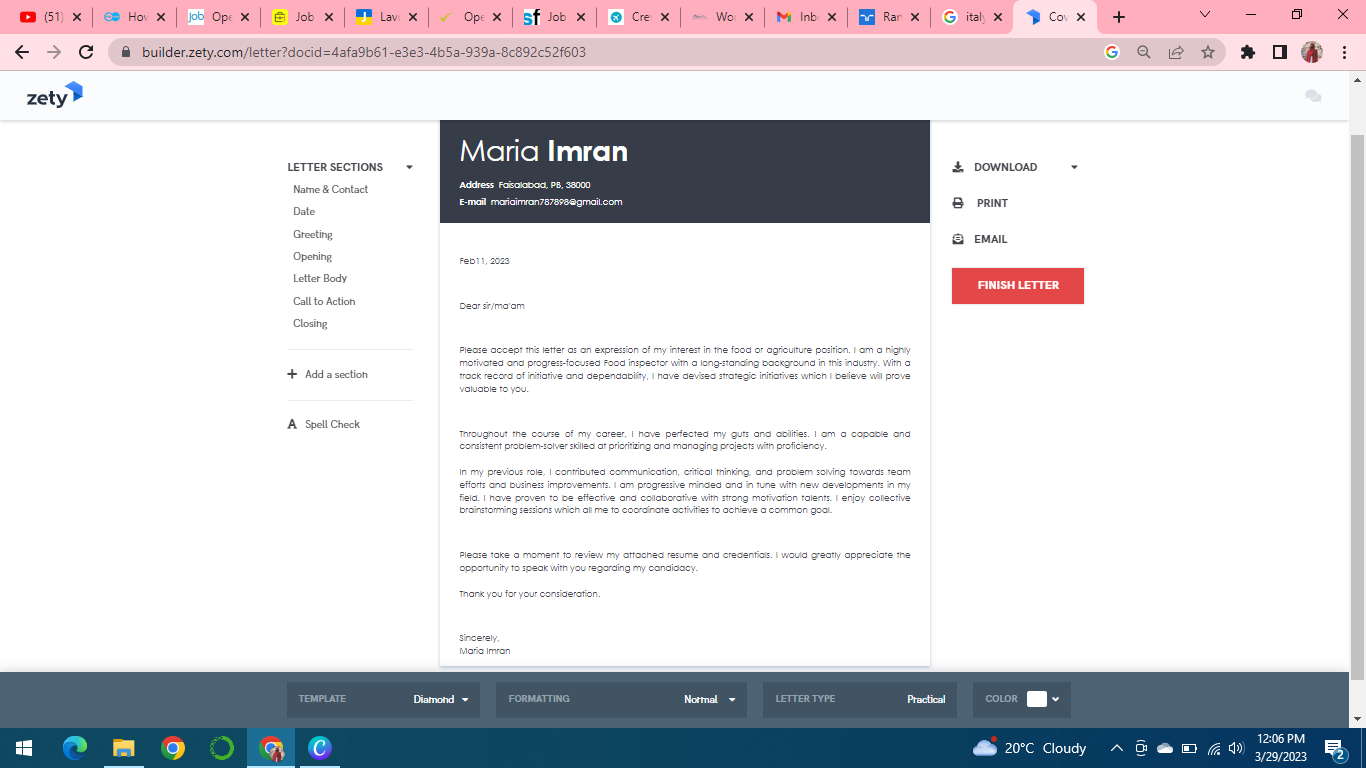 (51)
How
job Ope
Job
Lavo
Ope
sf Job
Cre
Wor
Inb
Ran
italy
Cov
builder.zety.com/letter?docid=4afa9b61-e3e3-4b5a-939a-8c892c52f603
zety
LETTER SECTIONS
Name & Contact
Date
Greeting
Opening
Letter Body
Call to Action
Closing
Add a section
A Spell Check
Maria Imran
Address Faisalabad, PB, 38000
E-mail mariaimran787898@gmail.com
Feb11, 2023
Dear sir/ma'am
Please accept this letter as an expression of my interest in the food or agriculture position. I am a highly
motivated and progress-focused Food inspector with a long-standing background in this industry. With a
track record of initiative and dependability, I have devised strategic initiatives which I believe will prove
valuable to you.
Throughout the course of my career, I have perfected my guts and abilities. I am a capable and
consistent problem-solver skilled at prioritizing and managing projects with proficiency.
In my previous role, I contributed communication, critical thinking, and problem solving towards team
efforts and business improvements. I am progressive minded and in tune with new developments in my
field. I have proven to be effective and collaborative with strong motivation talents. I enjoy collective
brainstorming sessions which all me to coordinate activities to achieve a common goal.
Please take a moment to review my attached resume and credentials. I would greatly appreciate the
opportunity to speak with you regarding my candidacy.
Thank you for your consideration.
Sincerely,
Maria Imran
DOWNLOAD
PRINT
EMAIL
FINISH LETTER
TEMPLATE Diamond
FORMATTING Normal
LETTER TYPE Practical
COLOR
20°C Cloudy
12:06 PM
3/29/2023
2